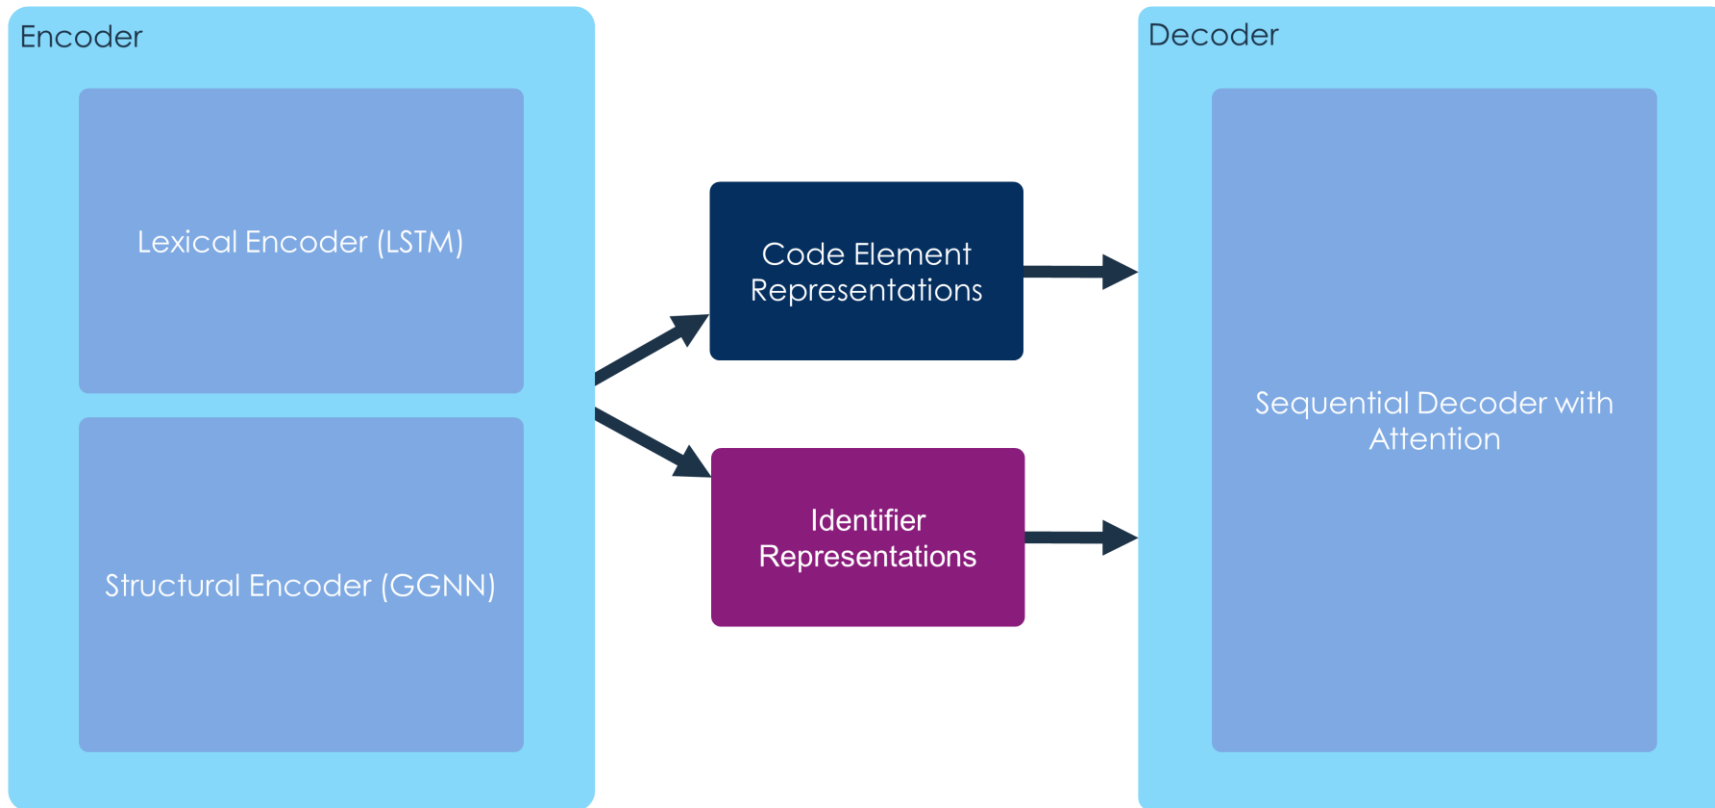 Encoder
Lexical Encoder (LSTM)
Structural Encoder (GGNN)
Code Element
Representations
Identifier
Representations
Decoder
Sequential Decoder with
Attention